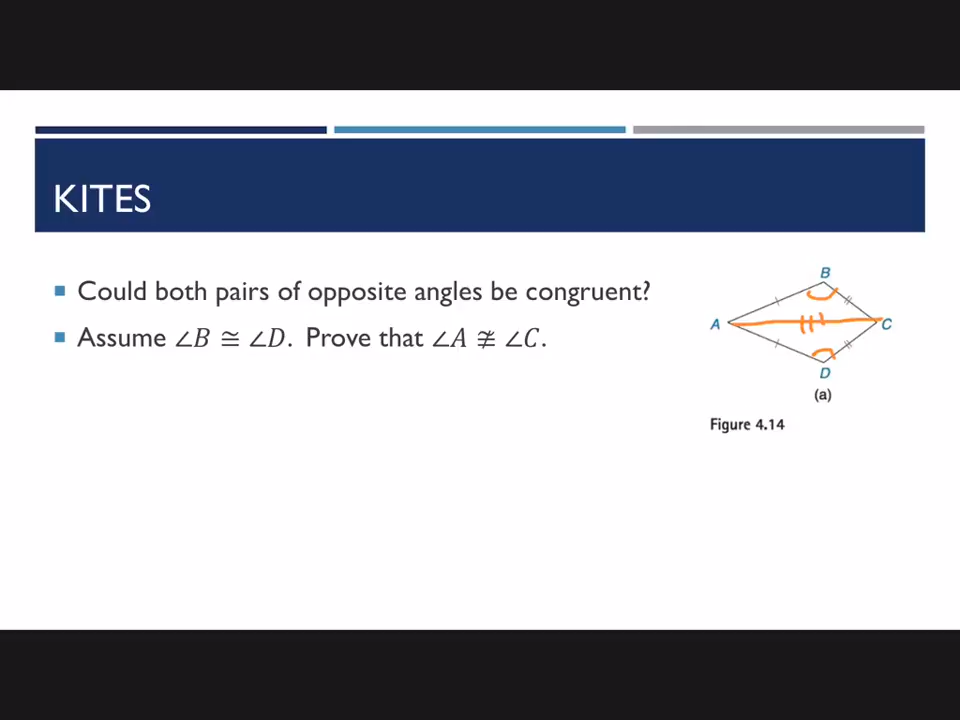 KITES
Could both pairs of opposite angles be congruent?
Assume ∠B ≅ ∠D. Prove that ∠A ≇ ∠C.
B
A
C
D
(a)
Figure 4.14